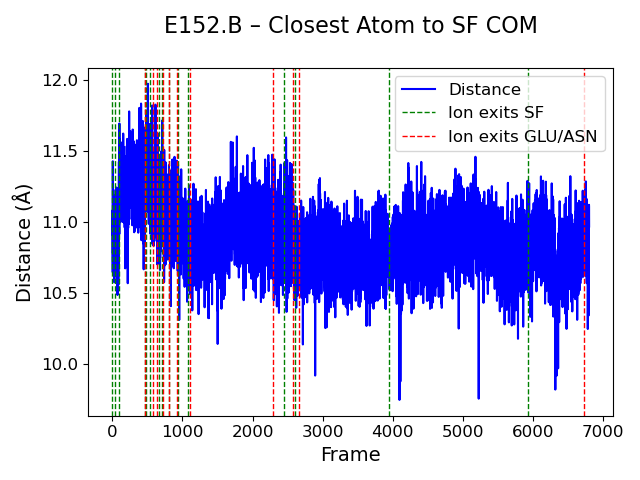 E152.B – Closest Atom to SF COM
Distance
Ion exits SF
Ion exits GLU/ASN
Distance (Å)
12.0
11.5
11.0
10.5
10.0
0 1000 2000 3000 4000 5000 6000 7000
Frame